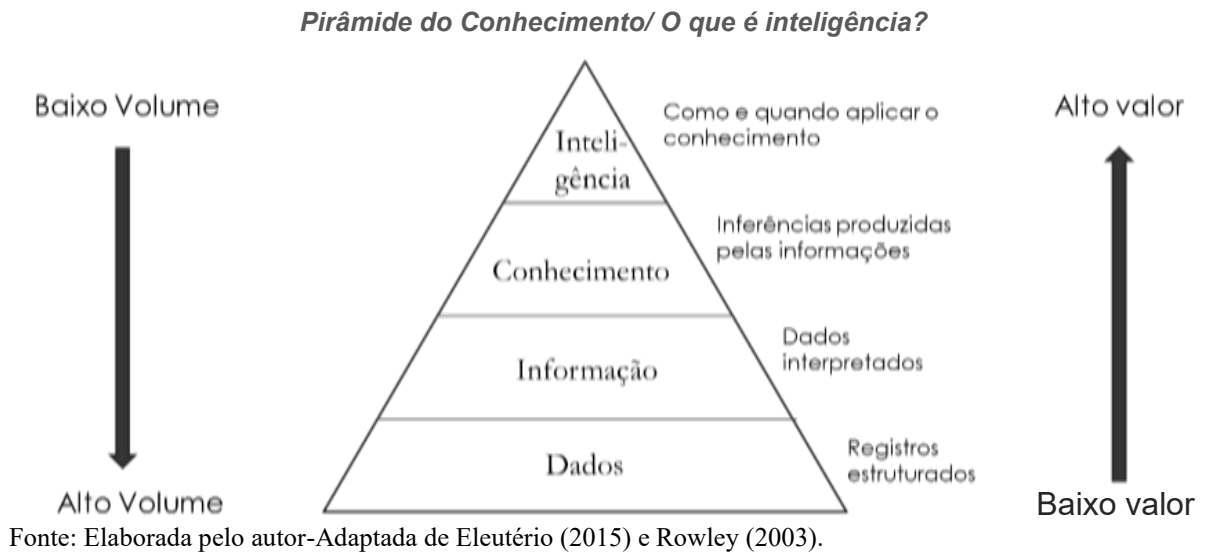 Pirâmide do Conhecimento/ O que é inteligência?
Baixo Volume
Alto Volume
Inteli-
gência
Conhecimento
Informação
Dados
Como e quando aplicar o
conhecimento
Inferências produzidas
pelas informações
Dados
interpretados
Registros
estruturados
Alto valor
Baixo valor
Fonte: Elaborada pelo autor-Adaptada de Eleutério (2015) e Rowley (2003).